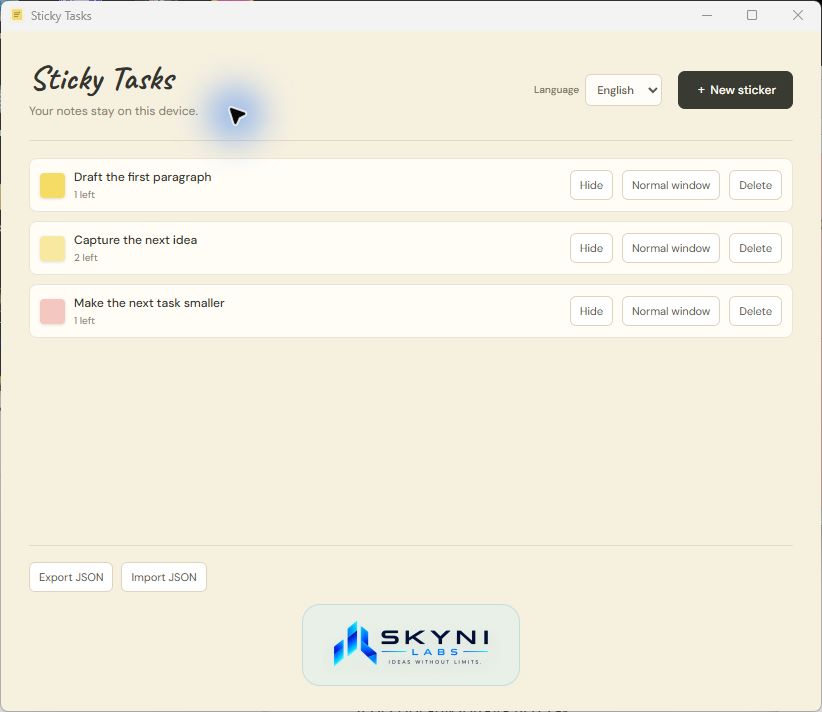 Sticky Tasks
Sticky Tasks
Your notes stay on this device.
Language
English
+ New sticker
Draft the first paragraph
1 left
Hide
Normal window
Delete
Capture the next idea
2 left
Hide
Normal window
Delete
Make the next task smaller
1 left
Hide
Normal window
Delete
Export JSON
Import JSON
SKYNI
LABS
IDEAS WITHOUT LIMITS.